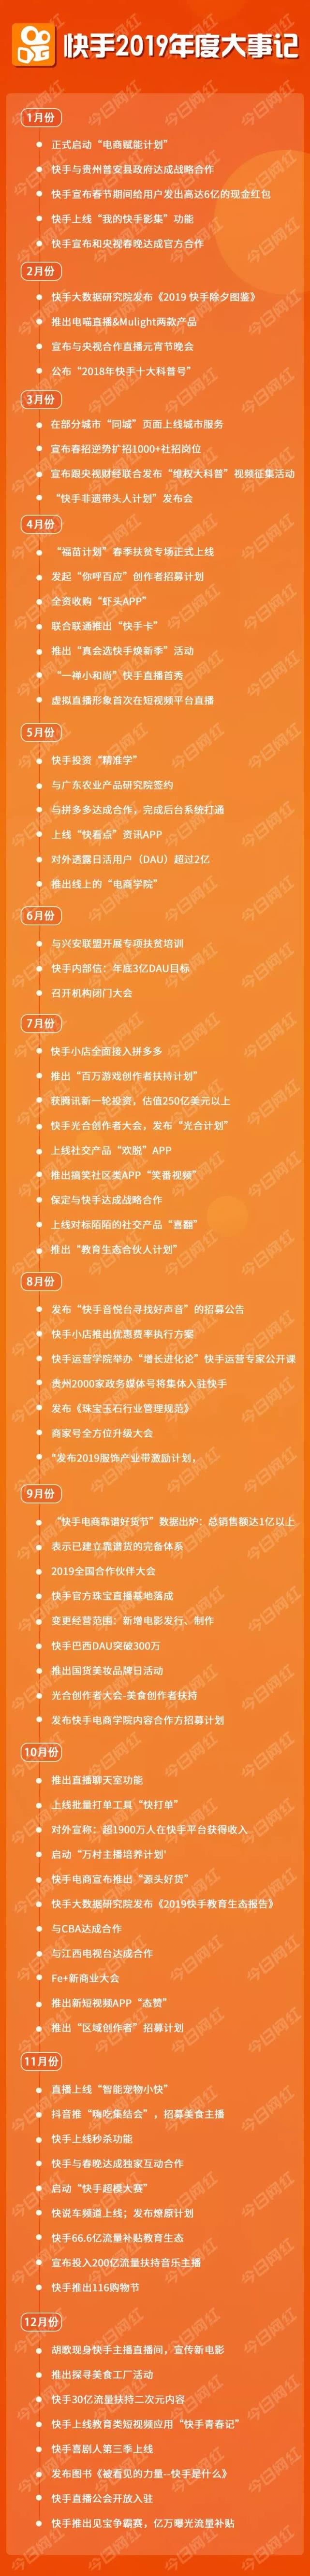 快手2019年度大事记
1月份
正式启动“电商赋能计划”
快手与贵州普安县政府达成战略合作
快手宣布春节期间给用户发出高达6亿的现金红包
快手上线“我的快手影集”功能
快手宣布和央视春晚达成官方合作
2月份
快手大数据研究院发布《2019 快手除夕图鉴》
推出电喵直播&Mulight两款产品
宣布与央视合作直播元宵节晚会
公布“2018年快手十大科普号”
3月份
在部分城市“同城”页面上线城市服务
宣布春招逆势扩招1000+社招岗位
宣布跟央视财经联合发布“维权大科普”视频征集活动
“快手非遗带头人计划”发布会
4月份
“福苗计划”春季扶贫专场正式上线
发起“你呼百应”创作者招募计划
全资收购“虾头APP”
联合联通推出“快手卡”
推出“真会选快手焕新季”活动
“一禅小和尚”快手直播首秀
虚拟直播形象首次在短视频平台直播
5月份
快手投资“精准学”
与广东农业产品研究院签约
与拼多多达成合作，完成后台系统打通
上线“快看点”资讯APP
对外透露日活用户（DAU）超过2亿
推出线上的“电商学院”
6月份
与兴安联盟开展专项扶贫培训
快手内部信：年底3亿DAU目标
召开机构闭门大会
7月份
快手小店全面接入拼多多
推出“百万游戏创作者扶持计划”
获腾讯新一轮投资，估值250亿美元以上
快手光合创作者大会，发布“光合计划”
上线社交产品“欢脱”APP
推出搞笑社区类APP“笑番视频”
保定与快手达成战略合作
上线对标陌陌的社交产品“喜翻”
推出“教育生态合伙人计划”
8月份
发布“快手音悦台寻找好声音”的招募公告
快手小店推出优惠费率执行方案
快手运营学院举办“增长进化论”快手运营专家公开课
贵州2000家政务媒体号将集体入驻快手
发布《珠宝玉石行业管理规范》
商家号全方位升级大会
“发布2019服饰产业带激励计划，
9月份
“快手电商靠谱好货节”数据出炉：总销售额达1亿以上
表示已建立靠谱货的完备体系
2019全国合作伙伴大会
快手官方珠宝直播基地落成
变更经营范围：新增电影发行、制作
快手巴西DAU突破300万
推出国货美妆品牌日活动
光合创作者大会-美食创作者扶持
发布快手电商学院内容合作方招募计划
10月份
推出直播聊天室功能
上线批量打单工具“快打单”
对外宣称：超1900万人在快手平台获得收入
启动“万村主播培养计划’
快手电商宣布推出“源头好货”
快手大数据研究院发布《2019快手教育生态报告》
与CBA达成合作
与江西电视台达成合作
Fe+新商业大会
推出新短视频APP“态赞”
推出“区域创作者”招募计划
11月份
直播上线“智能宠物小快”
抖音推“嗨吃集结会”，招募美食主播
快手上线秒杀功能
快手与春晚达成独家互动合作
启动“快手超模大赛”
快说车频道上线；发布燎原计划
快手66.6亿流量补贴教育生态
宣布投入200亿流量扶持音乐主播
快手推出116购物节
12月份
胡歌现身快手主播直播间，宣传新电影
推出探寻美食工厂活动
快手30亿流量扶持二次元内容
快手上线教育类短视频应用“快手青春记”
快手喜剧人第三季上线
发布图书《被看见的力量--快手是什么》
快手直播公会开放入驻
快手推出见宝争霸赛，亿万曝光流量补贴
今日网红